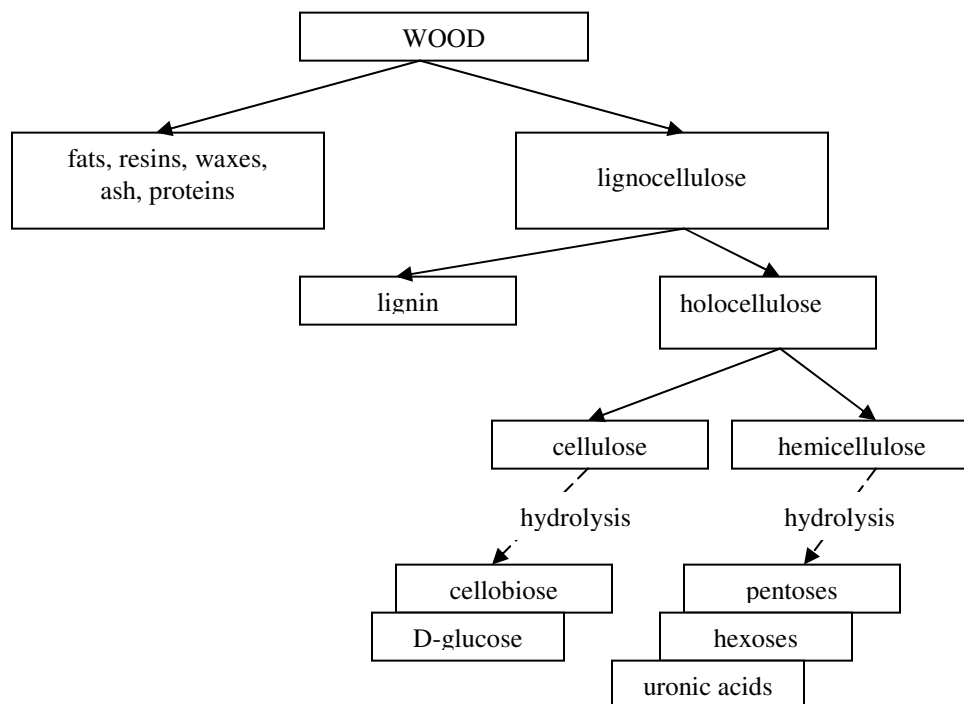 WOOD
fats, resins, waxes,
ash, proteins
lignocellulose
lignin
holocellulose
cellulose
hemicellulose
hydrolysis
hydrolysis
cellobiose
pentoses
D-glucose
hexoses
uronic acids